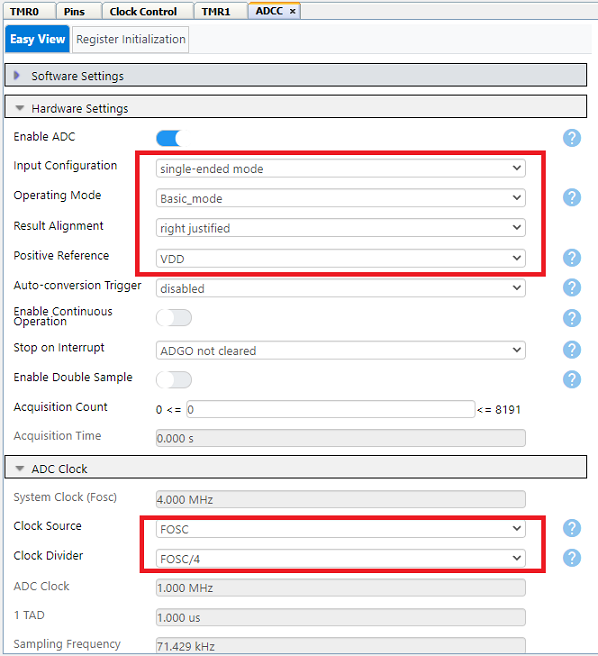 TMR0 Pins Clock Control TMR1 ADCC ×
Easy View Register Initialization
Software Settings
Hardware Settings
Enable ADC ?
Input Configuration single-ended mode
Operating Mode Basic_mode ?
Result Alignment right justified
Positive Reference VDD ?
Auto-conversion Trigger disabled ?
Enable Continuous
Operation ?
Stop on Interrupt ADGO not cleared ?
Enable Double Sample ?
Acquisition Count 0 <= 0 <= 8191
Acquisition Time 0.000 s
ADC Clock
System Clock (Fosc) 4.000 MHz
Clock Source FOSC ?
Clock Divider FOSC/4 ?
ADC Clock 1.000 MHz
1 TAD 1.000 us
Sampling Frequency 71.429 kHz